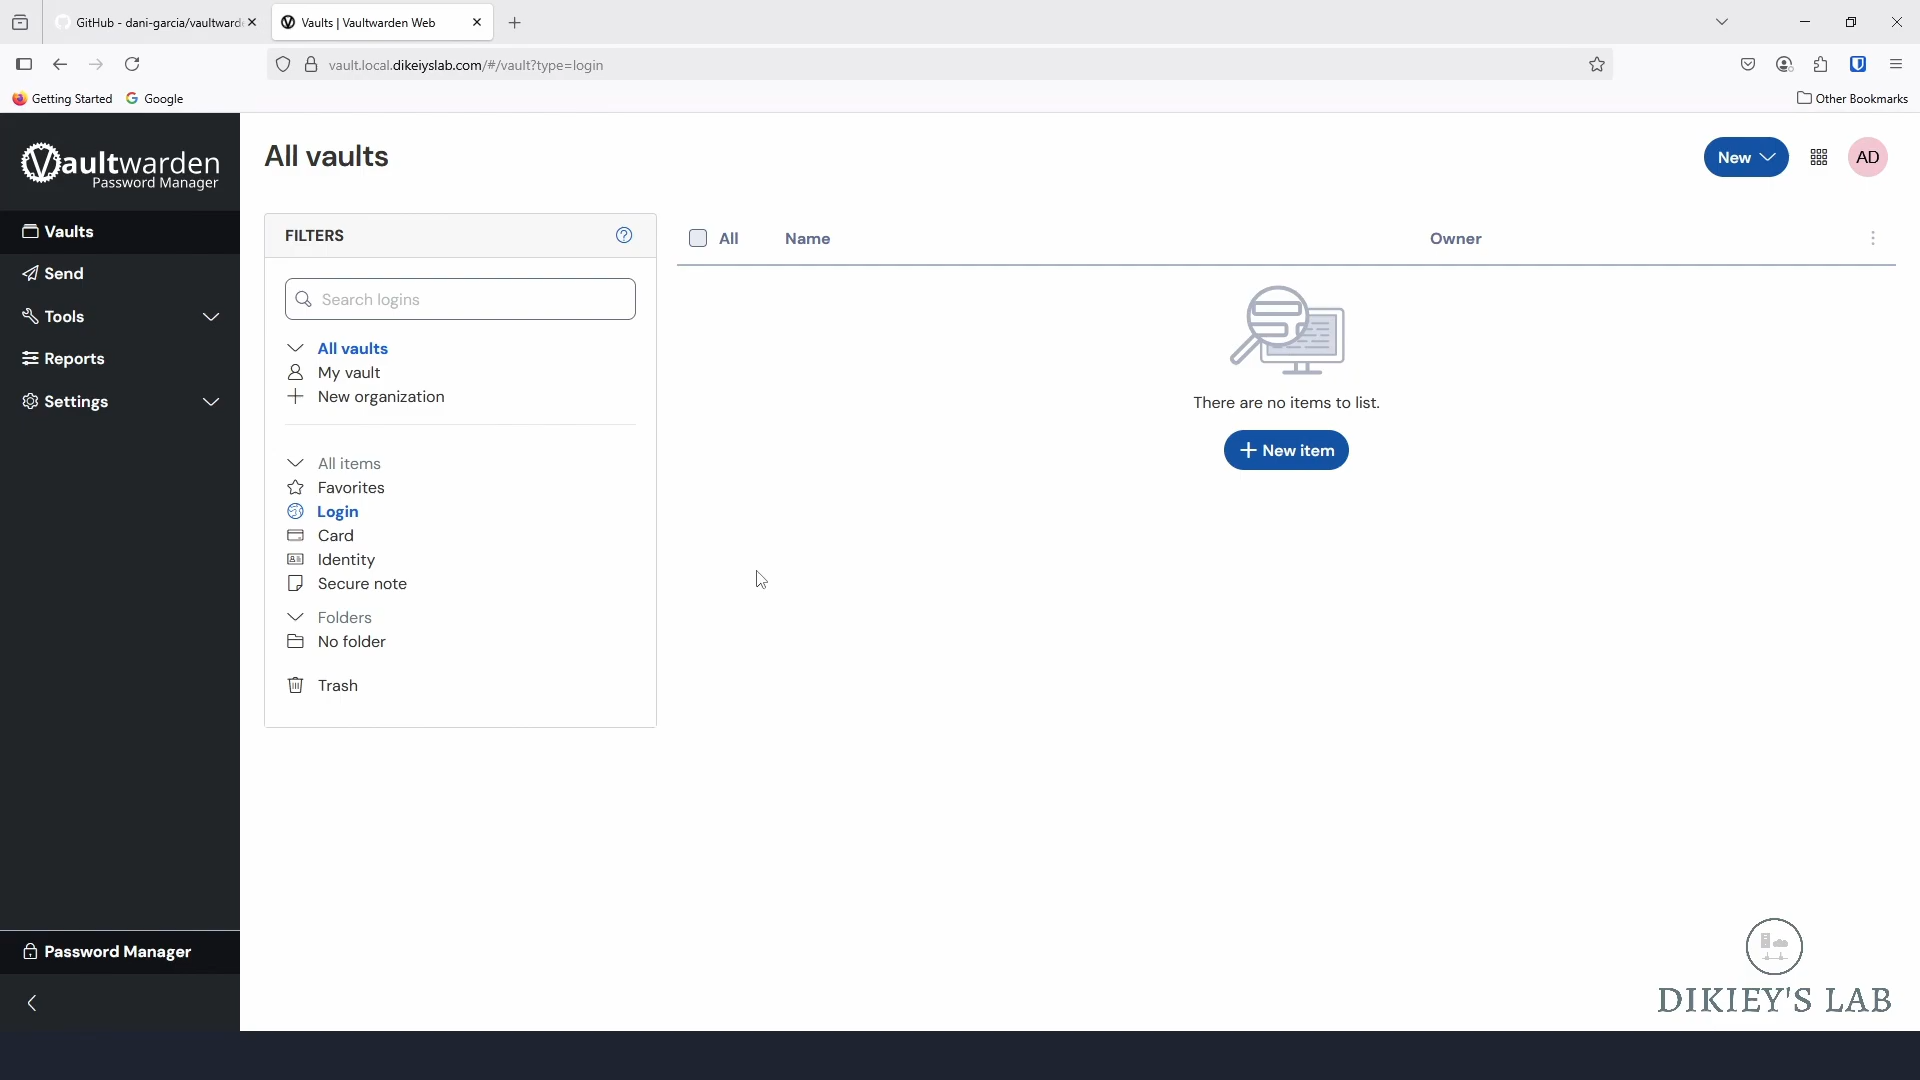 GitHub - dani-garcia/vaultward
Vaults | Vaultwarden Web
vault.local.dikeiyslab.com/#/vault?type=login
Getting Started
Google
Other Bookmarks
Vaultwarden
Password Manager
All vaults
New
AD
Vaults
Send
Tools
Reports
Settings
FILTERS
Search logins
All vaults
My vault
New organization
All items
Favorites
Login
Card
Identity
Secure note
Folders
No folder
Trash
All Name Owner
There are no items to list.
New item
Password Manager
DIKIEY'S LAB